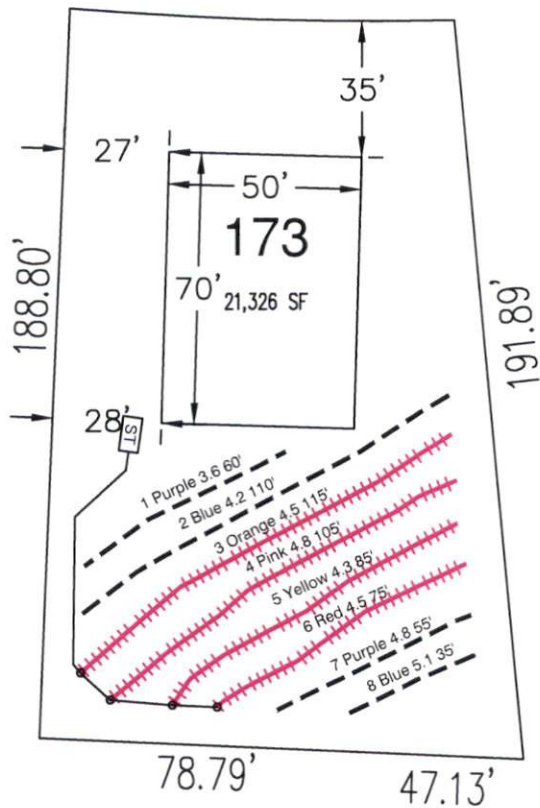 35'
27'
50'
173
188.80'
70'
21,326 SF
191.89'
28'
ST
1 Purple 3.6 60'
2 Blue 4.2 110'
3 Orange 4.5 115'
4 Pink 4.8 105'
5 Yellow 4.3 85'
6 Red 4.5 75'
7 Purple 4.8 55'
8 Blue 5.1 35'
78.79'
47.13'